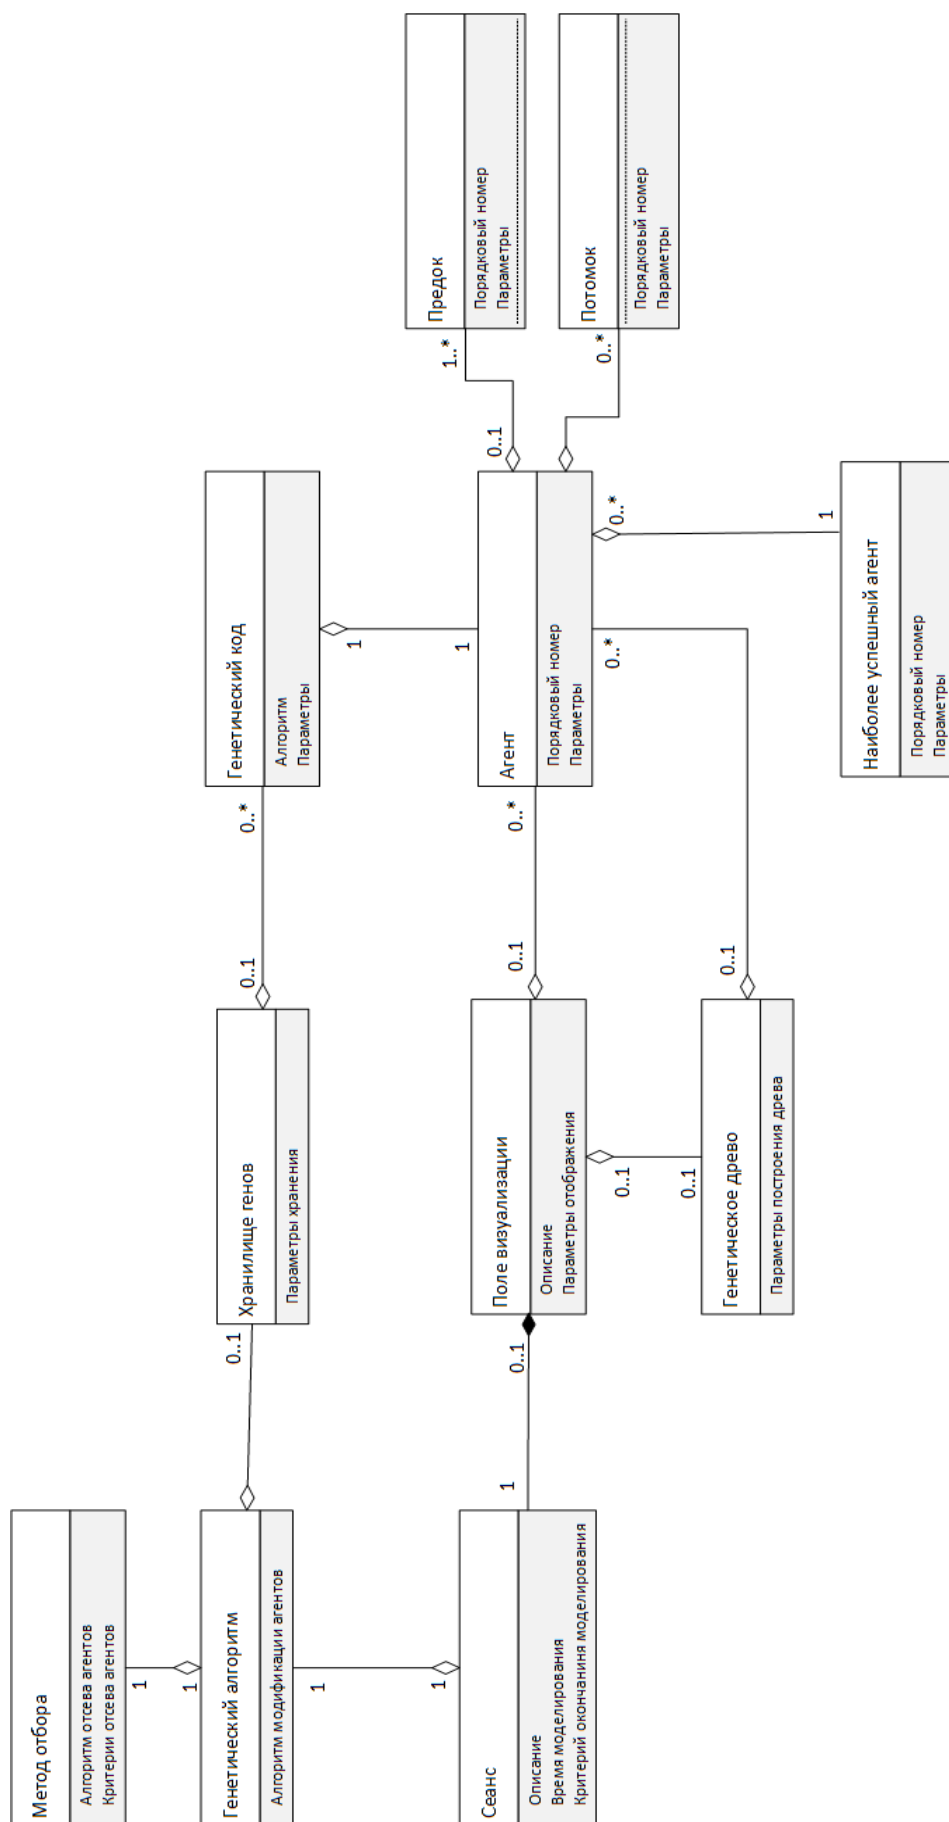 Метод отбора
Алгоритм отсева агентов
Критерии отсева агентов
1
1
Генетический алгоритм
Алгоритм модификации агентов
0..1
Хранилище генов
Параметры хранения
0..1
0..*
Генетический код
Алгоритм
Параметры
1
1
1
1
Сеанс
Описание
Время моделирования
Критерий окончаниня моделирования
1
0..1
Поле визуализации
Описание
Параметры отображения
0..1
0..*
Агент
Порядковый номер
Параметры
0..1
1..*
Предок
Порядковый номер
Параметры
0..*
Потомок
Порядковый номер
Параметры
0..1
0..1
Генетическое древо
Параметры построения древа
0..1
0..*
0..*
1
Наиболее успешный агент
Порядковый номер
Параметры